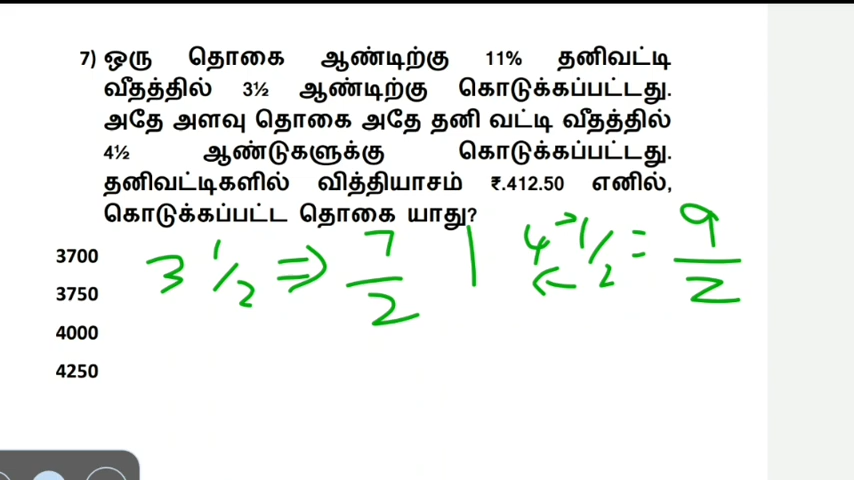 7) ஒரு தொகை ஆண்டிற்கு 11% தனிவட்டி
வீதத்தில் 3½ ஆண்டிற்கு கொடுக்கப்பட்டது.
அதே அளவு தொகை அதே தனி வட்டி வீதத்தில்
4½ ஆண்டுகளுக்கு கொடுக்கப்பட்டது.
தனிவட்டிகளில் வித்தியாசம் ₹.412.50 எனில்,
கொடுக்கப்பட்ட தொகை யாது?
3 1/2 ⇒ 7/2 | 4 1/2 = 9/2
3700
3750
4000
4250